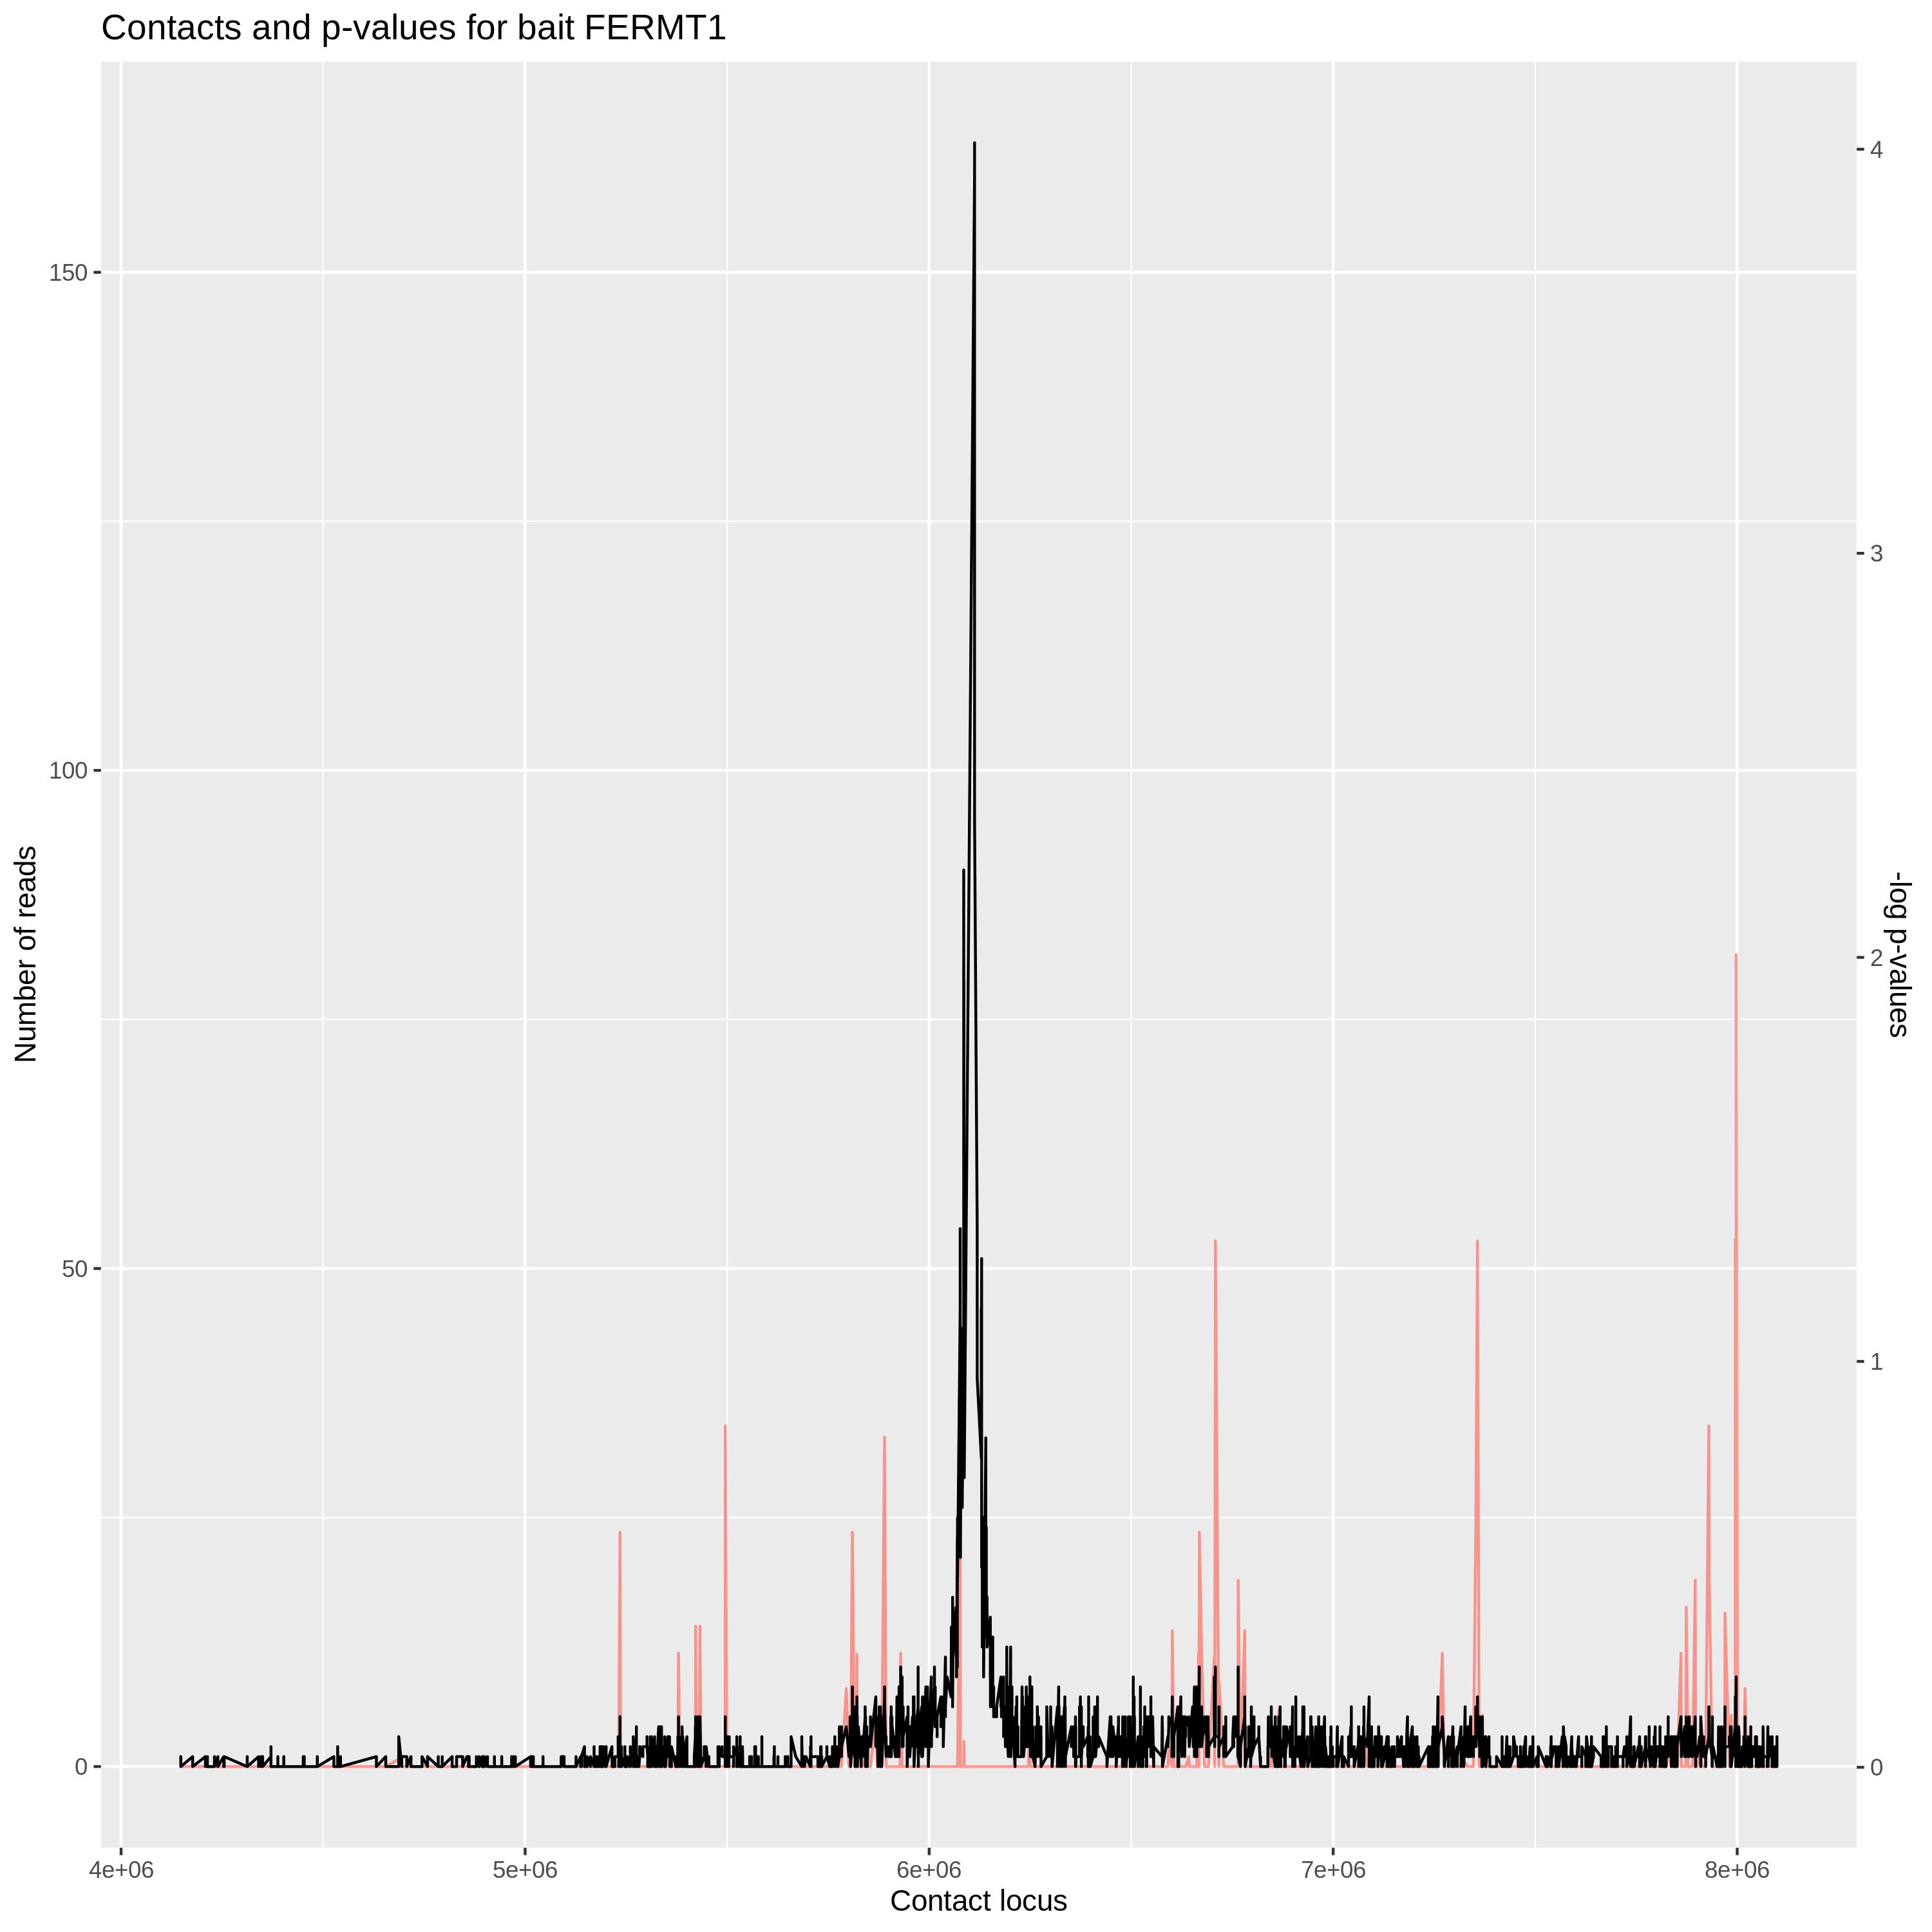 Contacts and p-values for bait FERMT1
Number of reads
150
100
50
0
4
3
2
1
0
-log p-values
4e+06
5e+06
6e+06
7e+06
8e+06
Contact locus